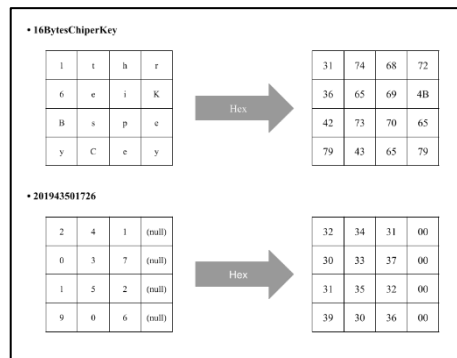 • 16BytesChiperKey
1 t h r
6 e i K
B s p e
y C e y
Hex
31 74 68 72
36 65 69 4B
42 73 70 65
79 43 65 79
• 201943501726
2 4 1 (null)
0 3 7 (null)
1 5 2 (null)
9 0 6 (null)
Hex
32 34 31 00
30 33 37 00
31 35 32 00
39 30 36 00